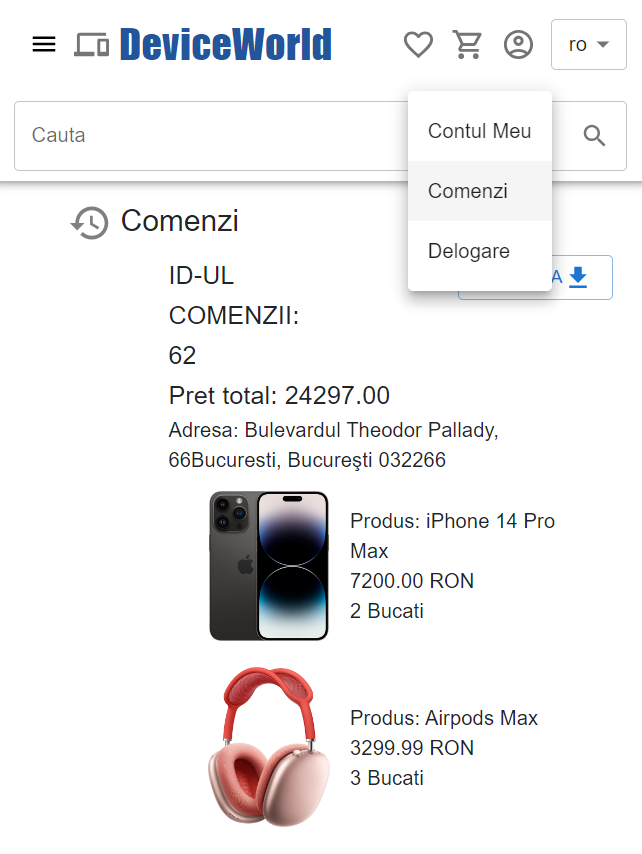 DeviceWorld
ro
Cauta
Contul Meu
Comenzi
Delogare
Comenzi
ID-UL
COMENZII:
62
Pret total: 24297.00
Adresa: Bulevardul Theodor Pallady,
66Bucuresti, Bucureşti 032266
Produs: iPhone 14 Pro
Max
7200.00 RON
2 Bucati
Produs: Airpods Max
3299.99 RON
3 Bucati